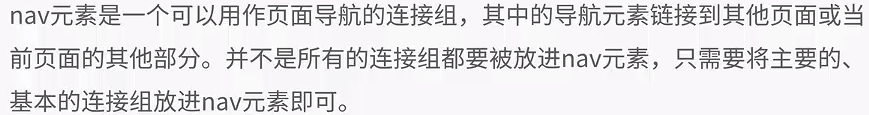 nav元素是一个可以用作页面导航的连接组，其中的导航元素链接到其他页面或当
前页面的其他部分。并不是所有的连接组都要被放进nav元素，只需要将主要的、
基本的连接组放进nav元素即可。